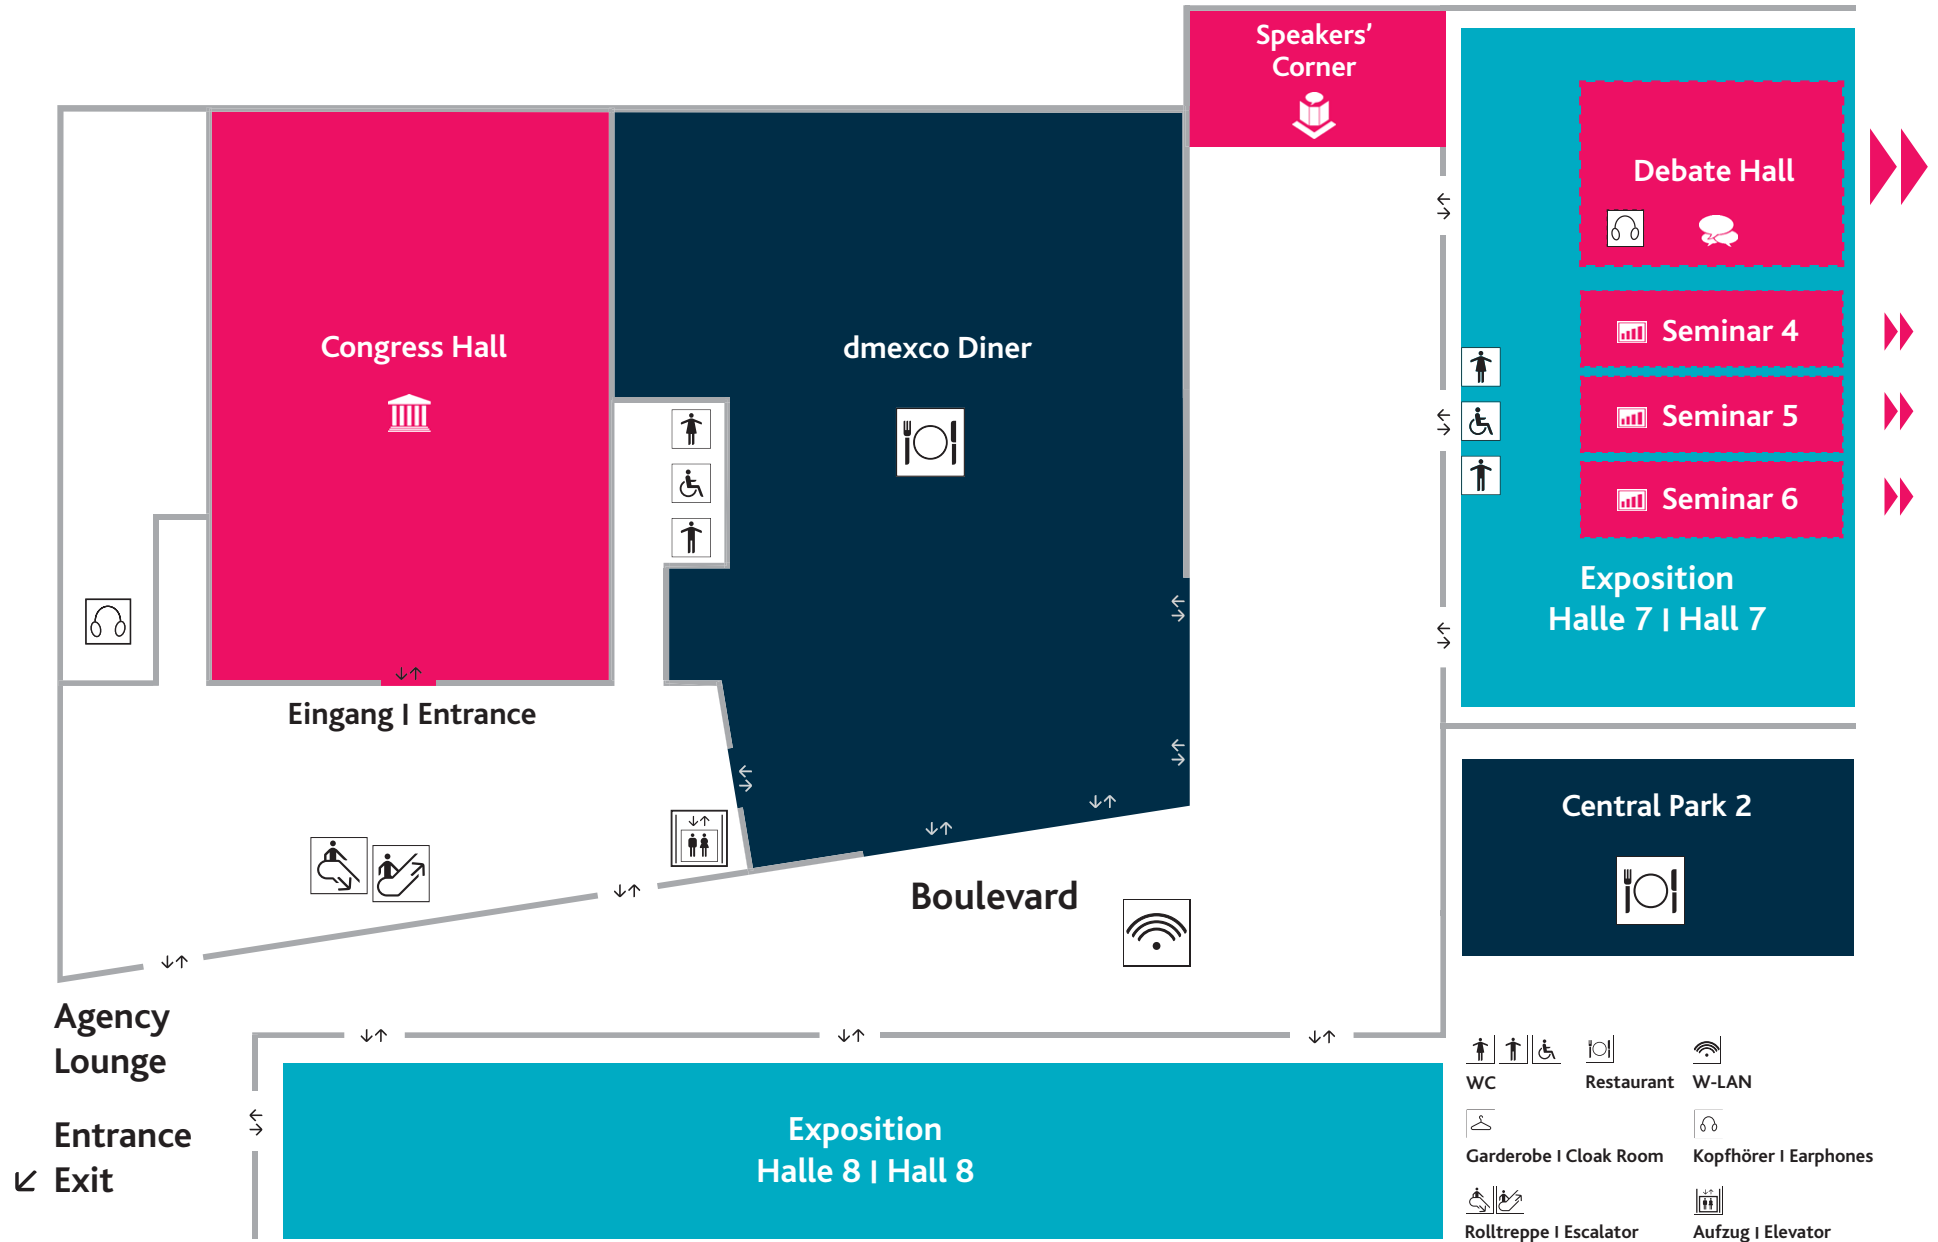 Speakers’
Corner
Debate Hall
Congress Hall
dmexco Diner
Seminar 4
Seminar 5
Seminar 6
Exposition
Halle 7 | Hall 7
Eingang | Entrance
Central Park 2
Boulevard
Agency
Lounge
Entrance
Exit
Exposition
Halle 8 | Hall 8
WC
Restaurant
W-LAN
Garderobe I Cloak Room
Kopfhörer I Earphones
Rolltreppe I Escalator
Aufzug | Elevator